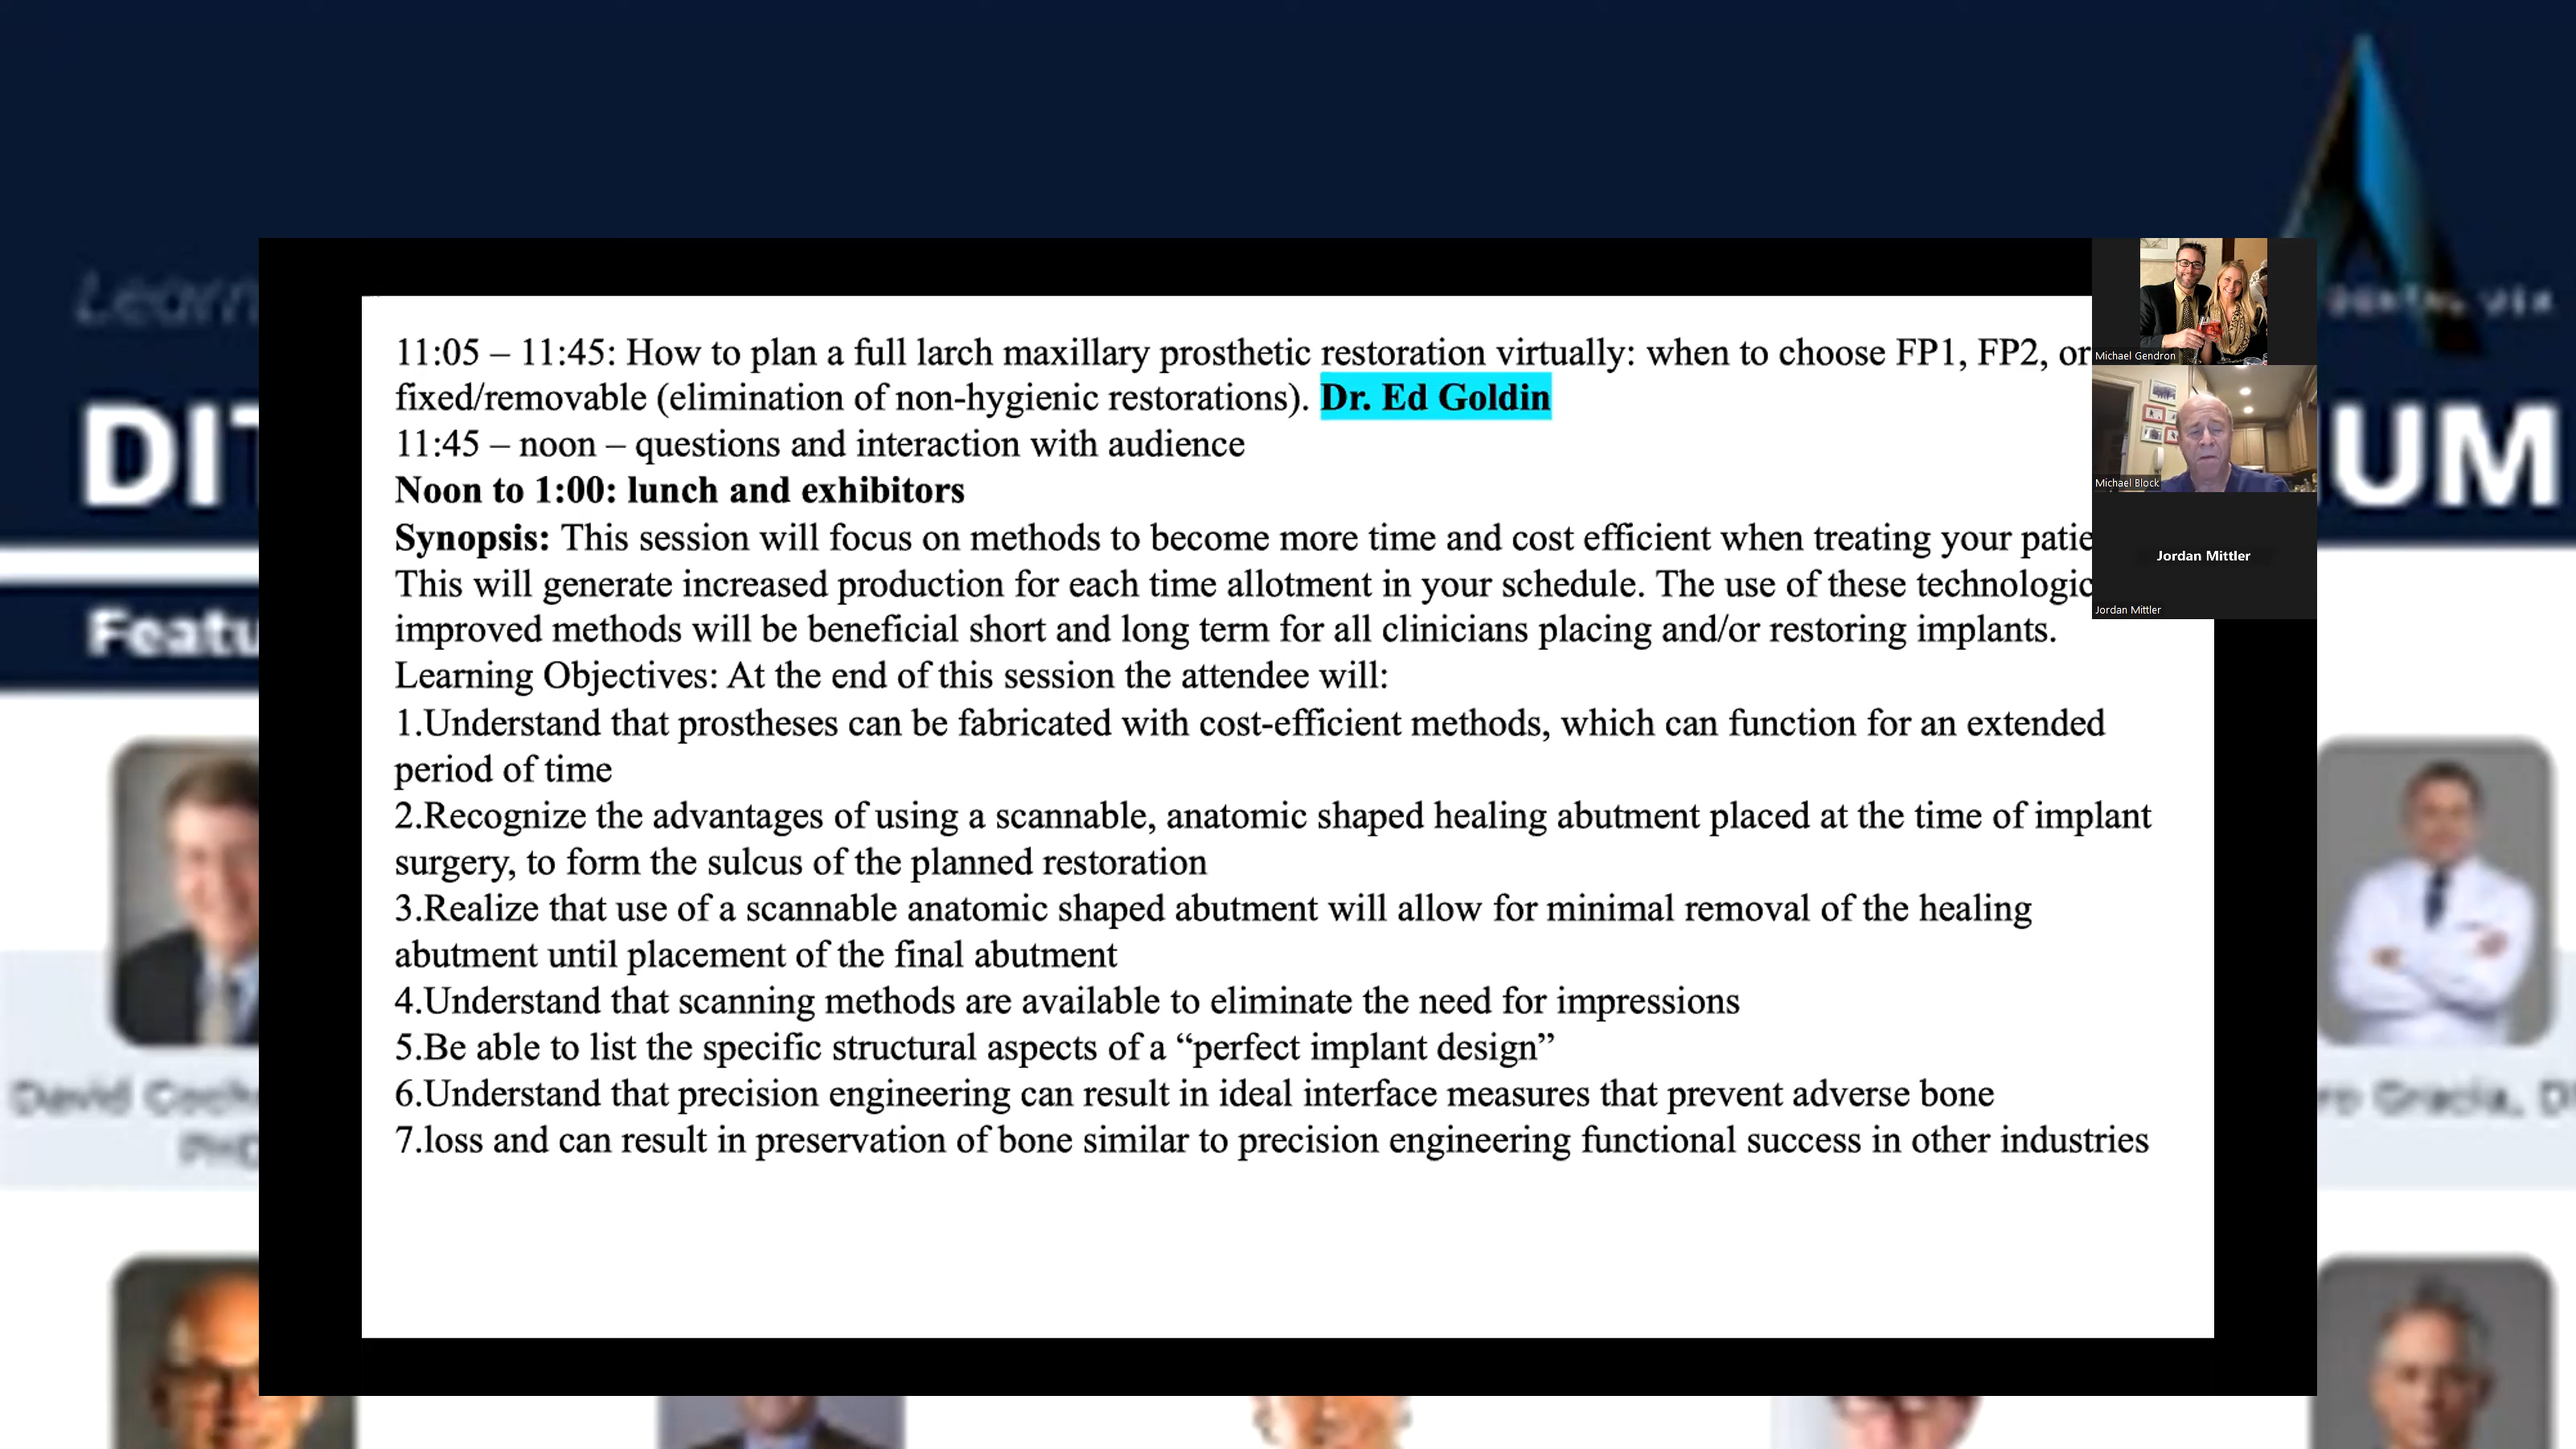 Learn
DENTAL USA
DI
UM
Featu
11:05 – 11:45: How to plan a full larch maxillary prosthetic restoration virtually: when to choose FP1, FP2, or
fixed/removable (elimination of non-hygienic restorations). Dr. Ed Goldin
11:45 – noon – questions and interaction with audience
Noon to 1:00: lunch and exhibitors
Synopsis: This session will focus on methods to become more time and cost efficient when treating your patie
This will generate increased production for each time allotment in your schedule. The use of these technologic
improved methods will be beneficial short and long term for all clinicians placing and/or restoring implants.
Learning Objectives: At the end of this session the attendee will:
1.Understand that prostheses can be fabricated with cost-efficient methods, which can function for an extended
period of time
2.Recognize the advantages of using a scannable, anatomic shaped healing abutment placed at the time of implant
surgery, to form the sulcus of the planned restoration
3.Realize that use of a scannable anatomic shaped abutment will allow for minimal removal of the healing
abutment until placement of the final abutment
4.Understand that scanning methods are available to eliminate the need for impressions
5.Be able to list the specific structural aspects of a “perfect implant design”
6.Understand that precision engineering can result in ideal interface measures that prevent adverse bone
7.loss and can result in preservation of bone similar to precision engineering functional success in other industries
Michael Gendron
Michael Block
Jordan Mittler
Jordan Mittler
David Coch
PHD
ro Gracia, D